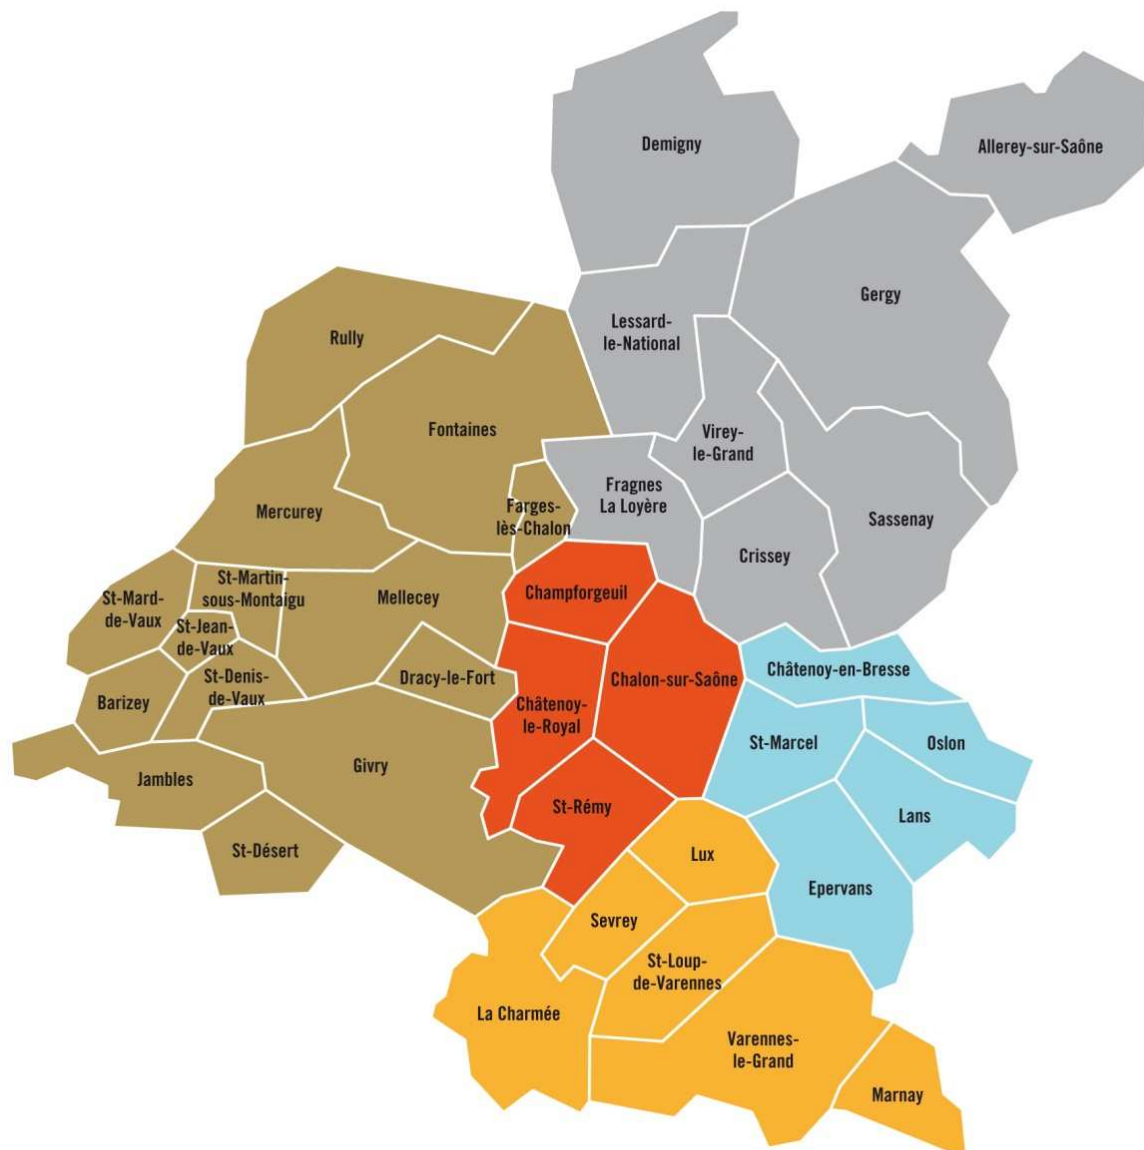 Demigny
Allerey-sur-Saône
Gergy
Lessard-
le-National
Rully
Fontaines
Virey-
le-Grand
Fragnes
La Loyère
Mercurey
Farges-
lès-Chalon
Sassenay
Crissey
St-Martin-
sous-Montaigu
St-Mard-
de-Vaux
Mellecey
Champforgeuil
St-Jean-
de-Vaux
Châtenoy-en-Bresse
St-Denis-
de-Vaux
Dracy-le-Fort
Chalon-sur-Saône
Barizey
Châtenoy-
le-Royal
St-Marcel
Oslon
Givry
Jambles
St-Rémy
Lans
St-Désert
Lux
Epervans
Sevrey
St-Loup-
de-Varennes
La Charmée
Varennes-
le-Grand
Marnay